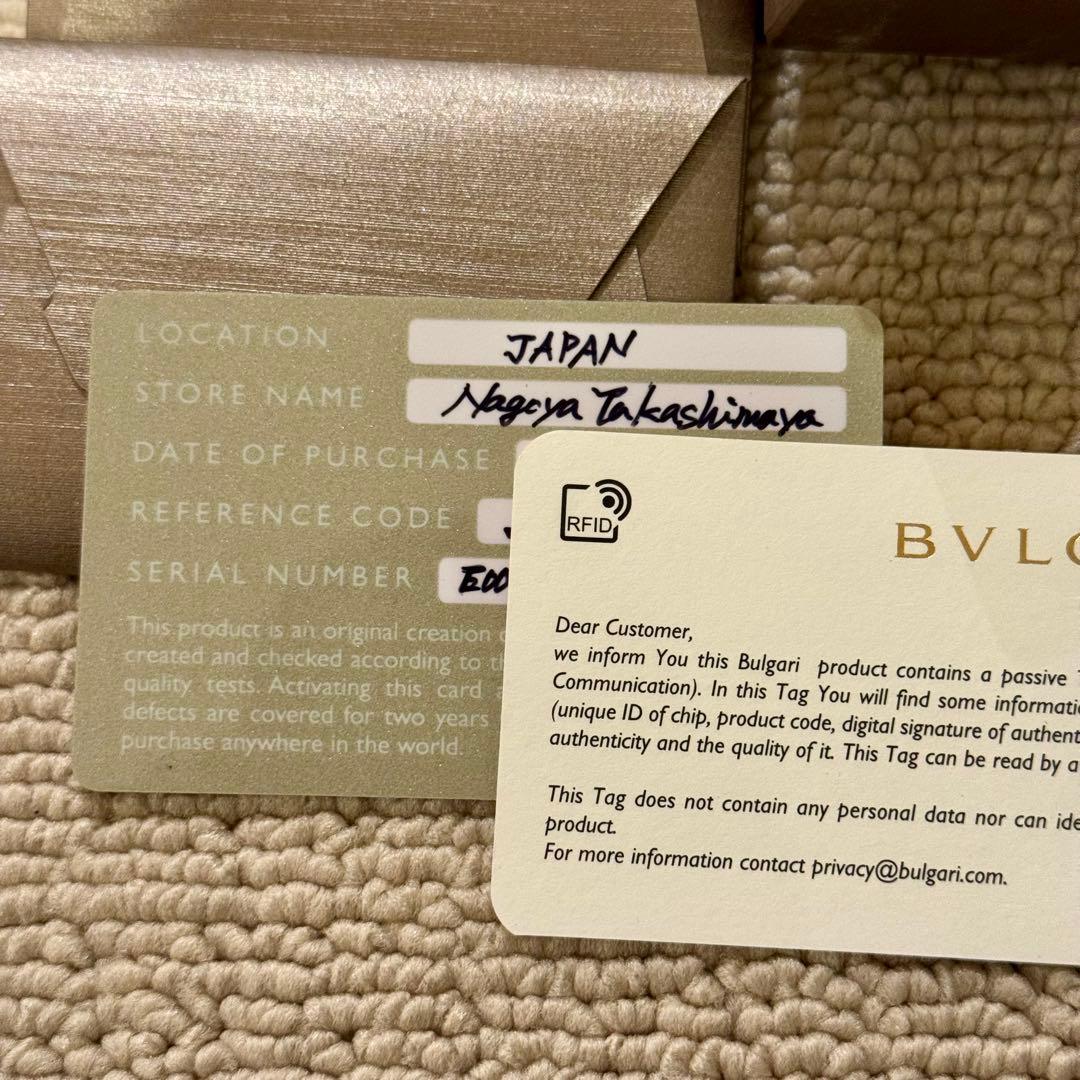 LOCATION JAPAN
STORE NAME Nagoya Takashimaya
DATE OF PURCHASE
REFERENCE CODE
SERIAL NUMBER E00
This product is an original creation
created and checked according to
quality tests. Activating this card
defects are covered for two years
purchase anywhere in the world.
RFID
BVL
Dear Customer,
we inform You this Bulgari product contains a passive
Communication). In this Tag You will find some
(unique ID of chip, product code, digital signature of
authenticity and the quality of it. This Tag can be read by a
This Tag does not contain any personal data nor can
product.
For more information contact privacy@bulgari.com.